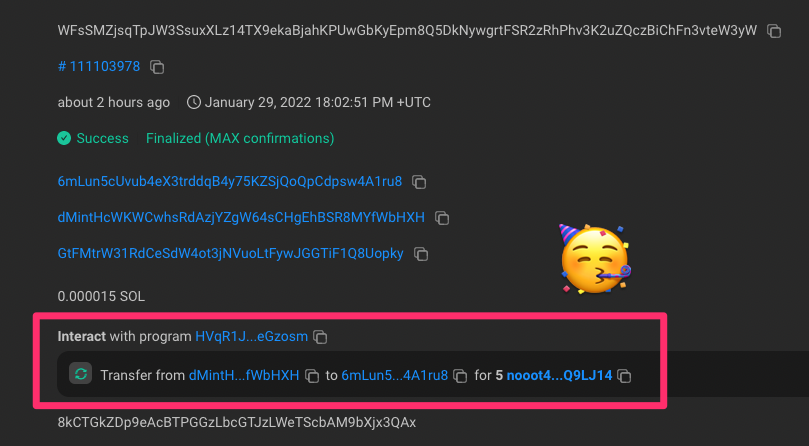 WFsSMZjsqTpJW3SsuxXLz14TX9ekaBjahKPUwGbKyEpm8Q5DkNywgrtFSR2zRhPhv3K2uZQczBiChFn3vteW3yW
# 111103978
about 2 hours ago January 29, 2022 18:02:51 PM +UTC
Success Finalized (MAX confirmations)
6mLun5cUvub4eX3trddqB4y75KZSjQoQpCdpsw4A1ru8
dMintHcWKWCwhsRdAzjYZgW64sCHgEhBSR8MYfWbHXH
GtFMtrW31RdCeSdW4ot3jNVuoLtFywJGGTiF1Q8Uopky
0.000015 SOL
Interact with program HVqR1J...eGzosm
Transfer from dMintH...fWbHXH to 6mLun5...4A1ru8 for 5 nooot4...Q9LJ14
8kCTGkZDp9eAcBTPGGzLbcGTJzLWeTScbAM9bXjx3QAx